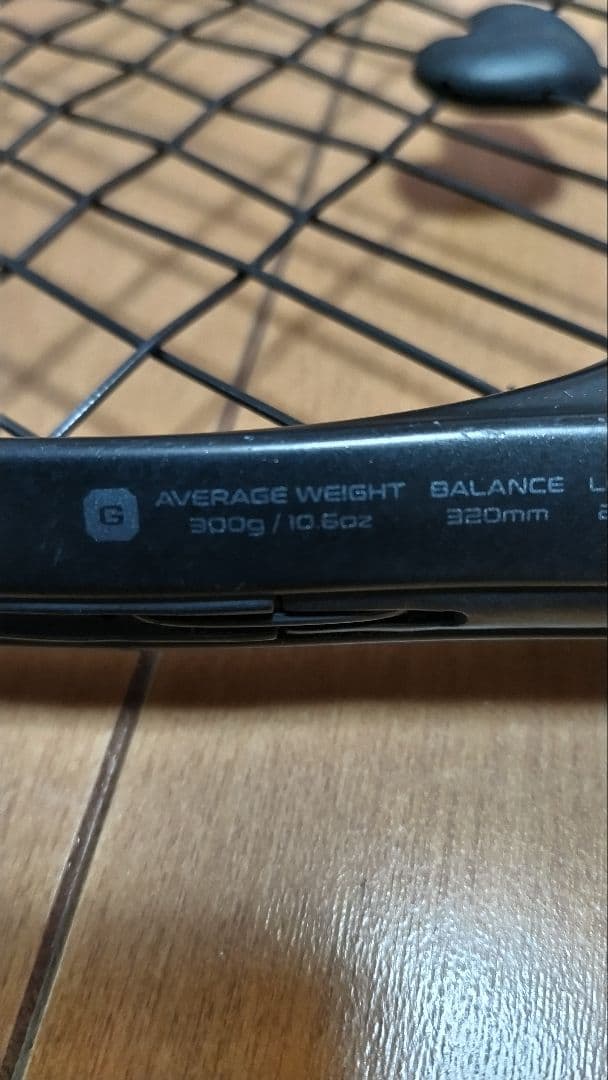 G
AVERAGE WEIGHT BALANCE
300g / 10.6oz 320mm